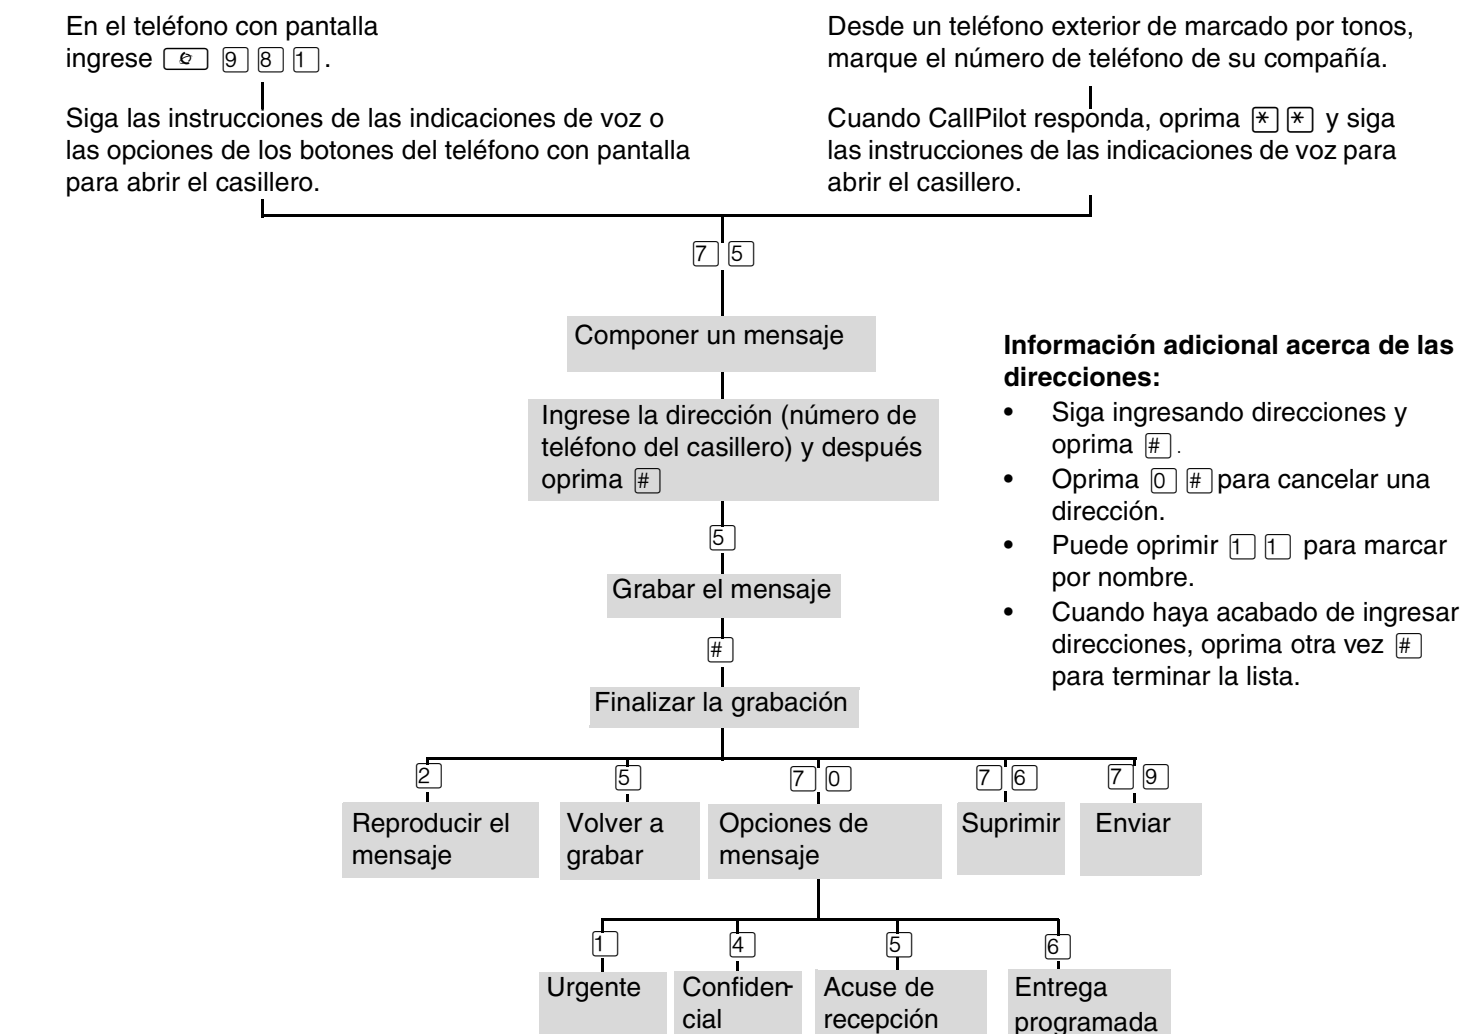 En el teléfono con pantalla
ingrese 9 8 1 .
Siga las instrucciones de las indicaciones de voz o
las opciones de los botones del teléfono con pantalla
para abrir el casillero.
Desde un teléfono exterior de marcado por tonos,
marque el número de teléfono de su compañía.
Cuando CallPilot responda, oprima * * y siga
las instrucciones de las indicaciones de voz para
abrir el casillero.
7 5
Componer un mensaje
Ingrese la dirección (número de
teléfono del casillero) y después
oprima #
5
Grabar el mensaje
#
Finalizar la grabación
Información adicional acerca de las
direcciones:
• Siga ingresando direcciones y
oprima # .
• Oprima 0 # para cancelar una
dirección.
• Puede oprimir 1 1 para marcar
por nombre.
• Cuando haya acabado de ingresar
direcciones, oprima otra vez #
para terminar la lista.
2
Reproducir el
mensaje
5
Volver a
grabar
7 0
Opciones de
mensaje
7 6
Suprimir
7 9
Enviar
1
Urgente
4
Confiden-
cial
5
Acuse de
recepción
6
Entrega
programada